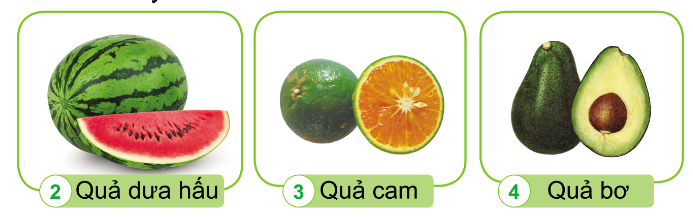 2 Quả dưa hấu
3 Quả cam
4 Quả bơ